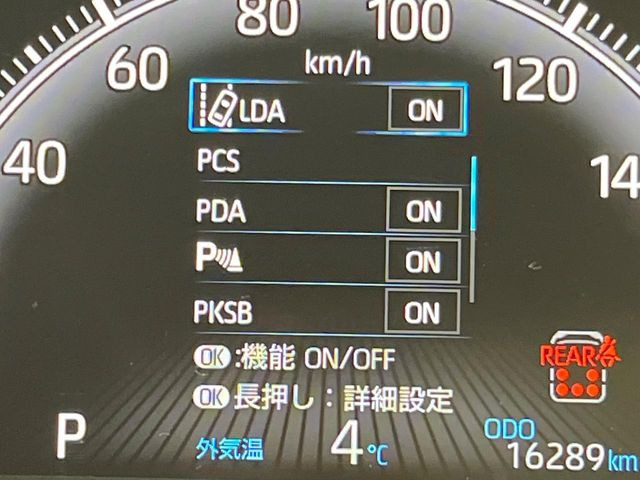 80
100
60
km/h
120
LDA ON
40
PCS
14
PDA ON
P ON
PKSB ON
OK:機能 ON/OFF
REAR
OK 長押し:詳細設定
P
外気温 4℃
ODO
16289km